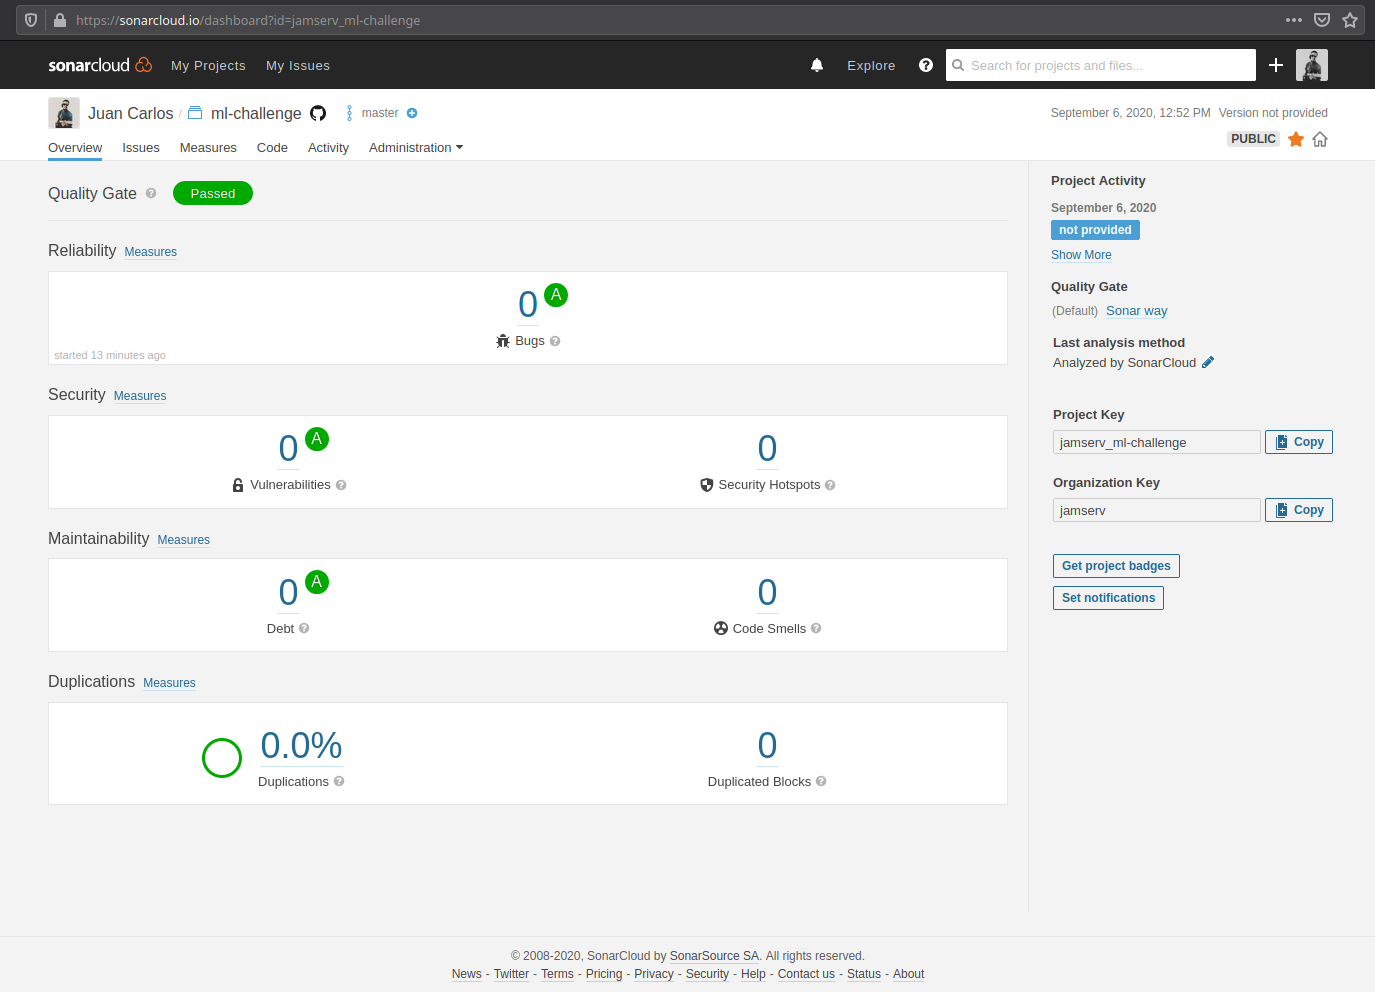 https://sonarcloud.io/dashboard?id=jamserv_ml-challenge
sonarcloud My Projects My Issues Explore Search for projects and files...
Juan Carlos / ml-challenge master September 6, 2020, 12:52 PM Version not provided
PUBLIC
Overview Issues Measures Code Activity Administration
Quality Gate Passed
Reliability Measures
0 A
Bugs
started 13 minutes ago
Security Measures
0 A 0
Vulnerabilities Security Hotspots
Maintainability Measures
0 A 0
Debt Code Smells
Duplications Measures
0.0% 0
Duplications Duplicated Blocks
Project Activity
September 6, 2020
not provided
Show More
Quality Gate
(Default) Sonar way
Last analysis method
Analyzed by SonarCloud
Project Key
jamserv_ml-challenge Copy
Organization Key
jamserv Copy
Get project badges
Set notifications
© 2008-2020, SonarCloud by SonarSource SA. All rights reserved.
News - Twitter - Terms - Pricing - Privacy - Security - Help - Contact us - Status - About